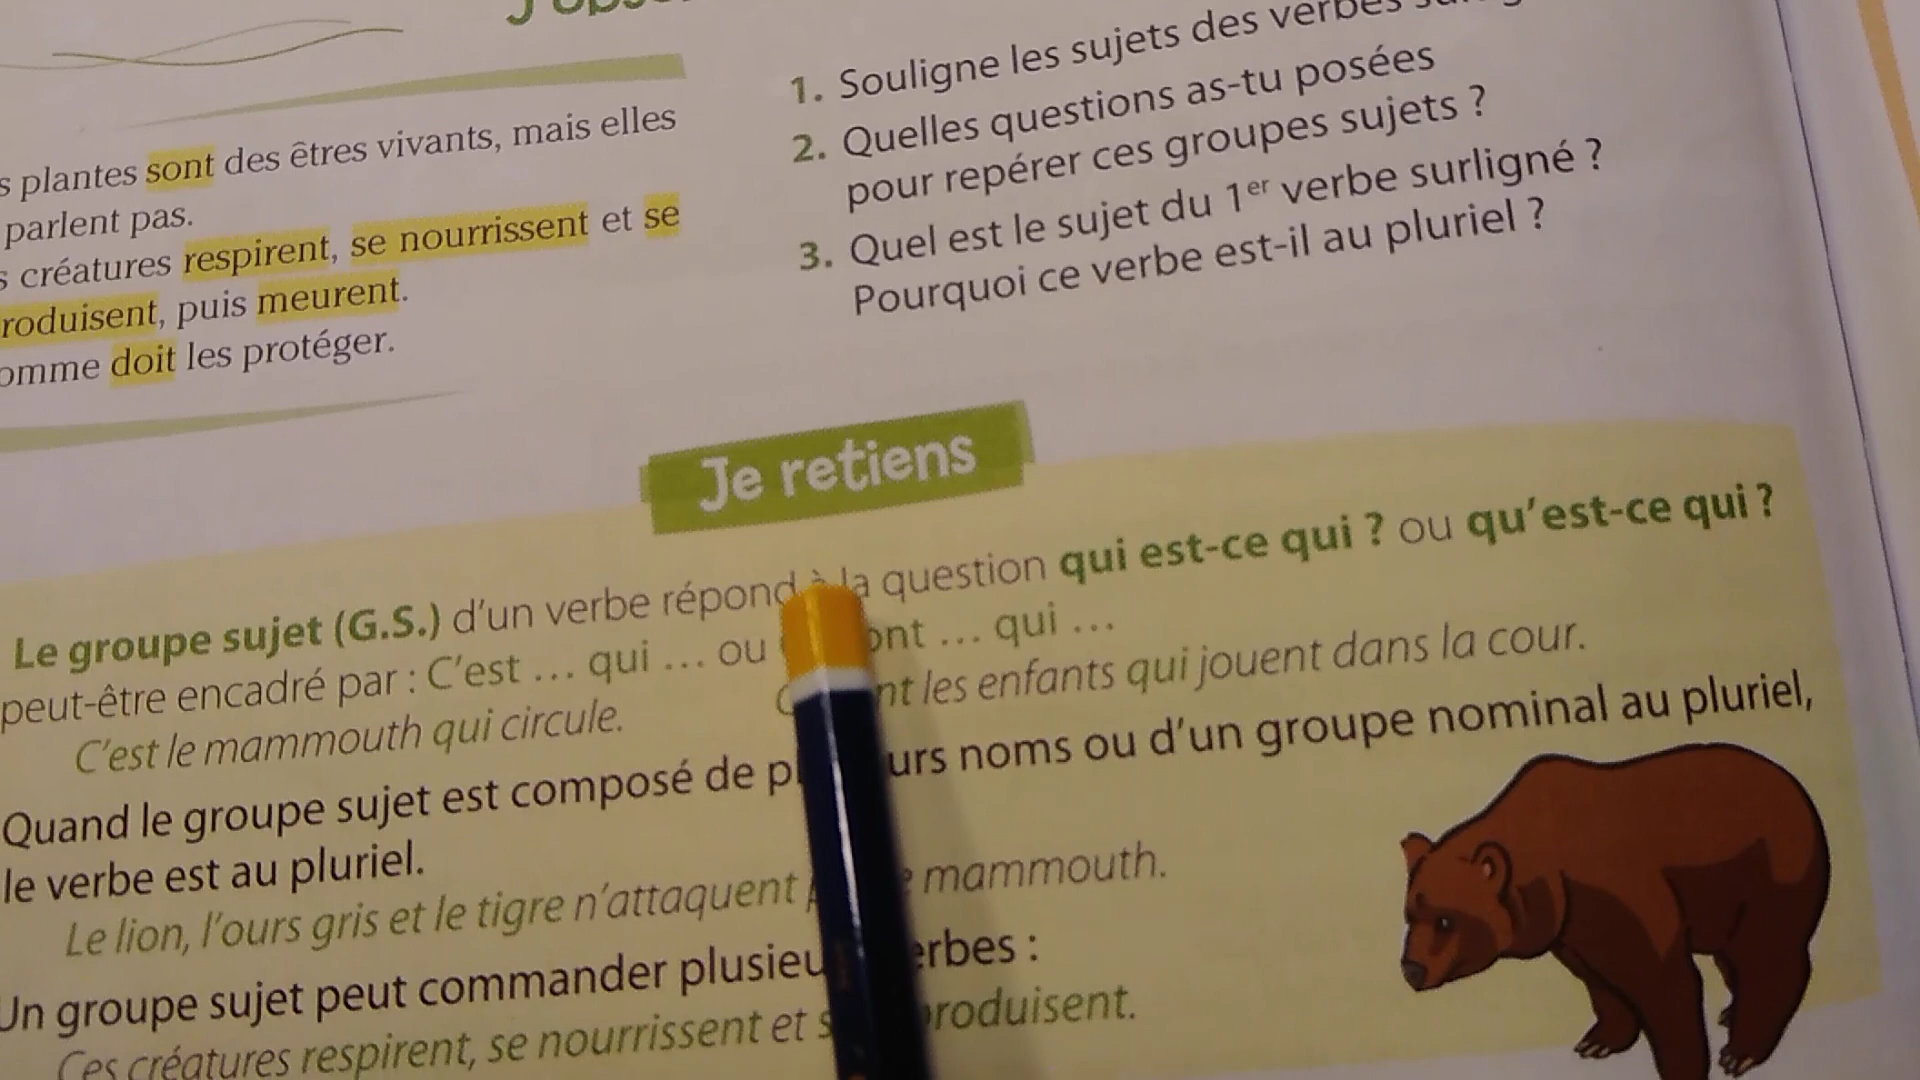 plantes sont des êtres vivants, mais elles
parlent pas.
créatures respirent, se nourrissent et se
roduisent, puis meurent.
omme doit les protéger.
1. Souligne les sujets des verbes
2. Quelles questions as-tu posées
pour repérer ces groupes sujets ?
3. Quel est le sujet du 1er verbe surligné ?
Pourquoi ce verbe est-il au pluriel ?
Je retiens
Le groupe sujet (G.S.) d'un verbe répond à la question qui est-ce qui ? ou qu'est-ce qui ?
peut-être encadré par : C'est ... qui ... ou ont ... qui ...
C'est le mammouth qui circule.
nt les enfants qui jouent dans la cour.
Quand le groupe sujet est composé de p urs noms ou d'un groupe nominal au pluriel,
le verbe est au pluriel.
Le lion, l'ours gris et le tigre n'attaquent mammouth.
Un groupe sujet peut commander plusieu erbes :
Ces créatures respirent, se nourrissent et s roduisent.